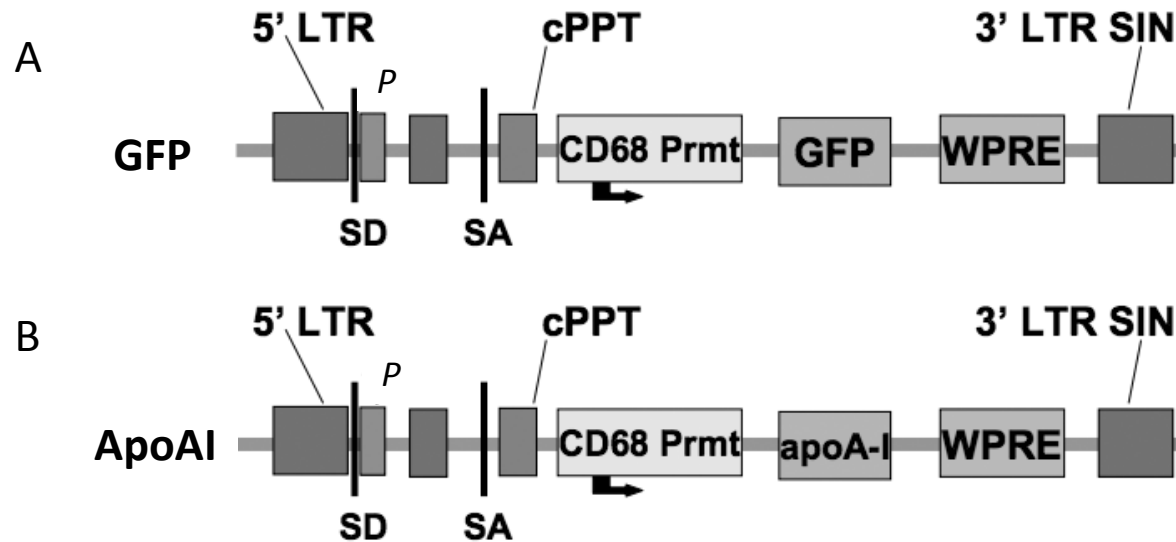 A
5' LTR
cPPT
3' LTR SIN
P
GFP
CD68 Prmt
GFP
WPRE
SD
SA
B
5' LTR
cPPT
3' LTR SIN
P
ApoAI
CD68 Prmt
apoA-I
WPRE
SD
SA